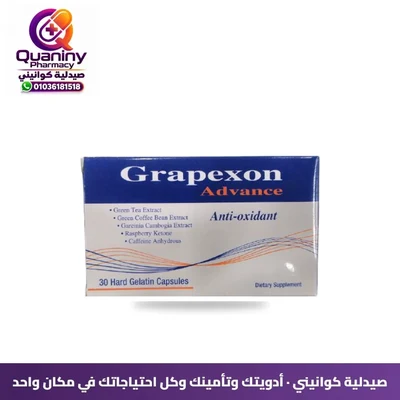 Quaniny
Pharmacy
صيدلية كوانيني
01036181518
Grapexon
Advance
• Green Tea Extract
• Green Coffee Bean Extract
• Garcinia Cambogia Extract
• Raspberry Ketone
• Caffeine Anhydrous
Anti-oxidant
30 Hard Gelatin Capsules
Dietary Supplement
صيدلية كوانيني - أدويتك وتأمينك وكل احتياجاتك في مكان واحد